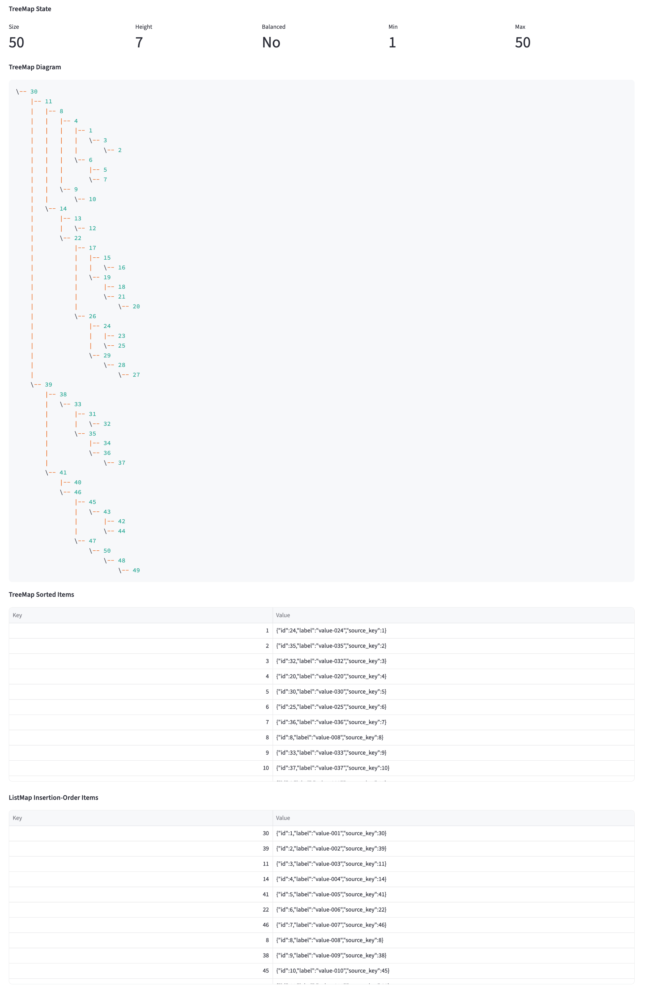 TreeMap State
Size Height Balanced Min Max
50 7 No 1 50
TreeMap Diagram
\-- 30
    |-- 11
    |   |-- 8
    |   |   |-- 4
    |   |   |   |-- 1
    |   |   |   |   \-- 3
    |   |   |   |       \-- 2
    |   |   |   \-- 6
    |   |   |       |-- 5
    |   |   |       \-- 7
    |   |   \-- 9
    |   |       \-- 10
    |   \-- 14
    |       |-- 13
    |       |   \-- 12
    |       \-- 22
    |           |-- 17
    |           |   |-- 15
    |           |   |   \-- 16
    |           |   \-- 19
    |           |       |-- 18
    |           |       \-- 21
    |           |           \-- 20
    |           \-- 26
    |               |-- 24
    |               |   |-- 23
    |               |   \-- 25
    |               \-- 29
    |                   \-- 28
    |                       \-- 27
    \-- 39
        |-- 38
        |   \-- 33
        |       |-- 31
        |       |   \-- 32
        |       \-- 35
        |           |-- 34
        |           \-- 36
        |               \-- 37
        \-- 41
            |-- 40
            \-- 46
                |-- 45
                |   \-- 43
                |       |-- 42
                |       \-- 44
                \-- 47
                    \-- 50
                        \-- 48
                            \-- 49
TreeMap Sorted Items
Key Value
1 {"id":24,"label":"value-024","source_key":1}
2 {"id":35,"label":"value-035","source_key":2}
3 {"id":32,"label":"value-032","source_key":3}
4 {"id":20,"label":"value-020","source_key":4}
5 {"id":30,"label":"value-030","source_key":5}
6 {"id":25,"label":"value-025","source_key":6}
7 {"id":36,"label":"value-036","source_key":7}
8 {"id":8,"label":"value-008","source_key":8}
9 {"id":33,"label":"value-033","source_key":9}
10 {"id":37,"label":"value-037","source_key":10}
ListMap Insertion-Order Items
Key Value
30 {"id":1,"label":"value-001","source_key":30}
39 {"id":2,"label":"value-002","source_key":39}
11 {"id":3,"label":"value-003","source_key":11}
14 {"id":4,"label":"value-004","source_key":14}
41 {"id":5,"label":"value-005","source_key":41}
22 {"id":6,"label":"value-006","source_key":22}
46 {"id":7,"label":"value-007","source_key":46}
8 {"id":8,"label":"value-008","source_key":8}
38 {"id":9,"label":"value-009","source_key":38}
45 {"id":10,"label":"value-010","source_key":45}